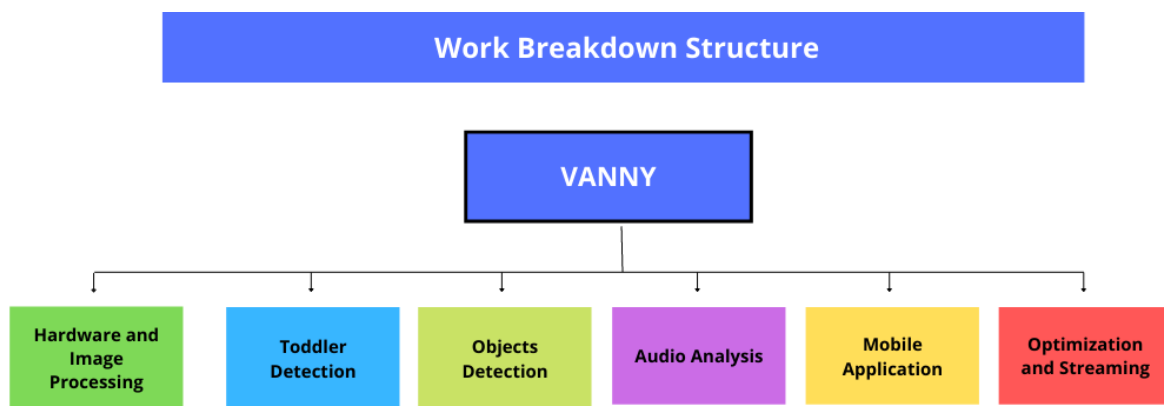 Work Breakdown Structure
VANNY
Hardware and
Image
Processing
Toddler
Detection
Objects
Detection
Audio Analysis
Mobile
Application
Optimization
and Streaming